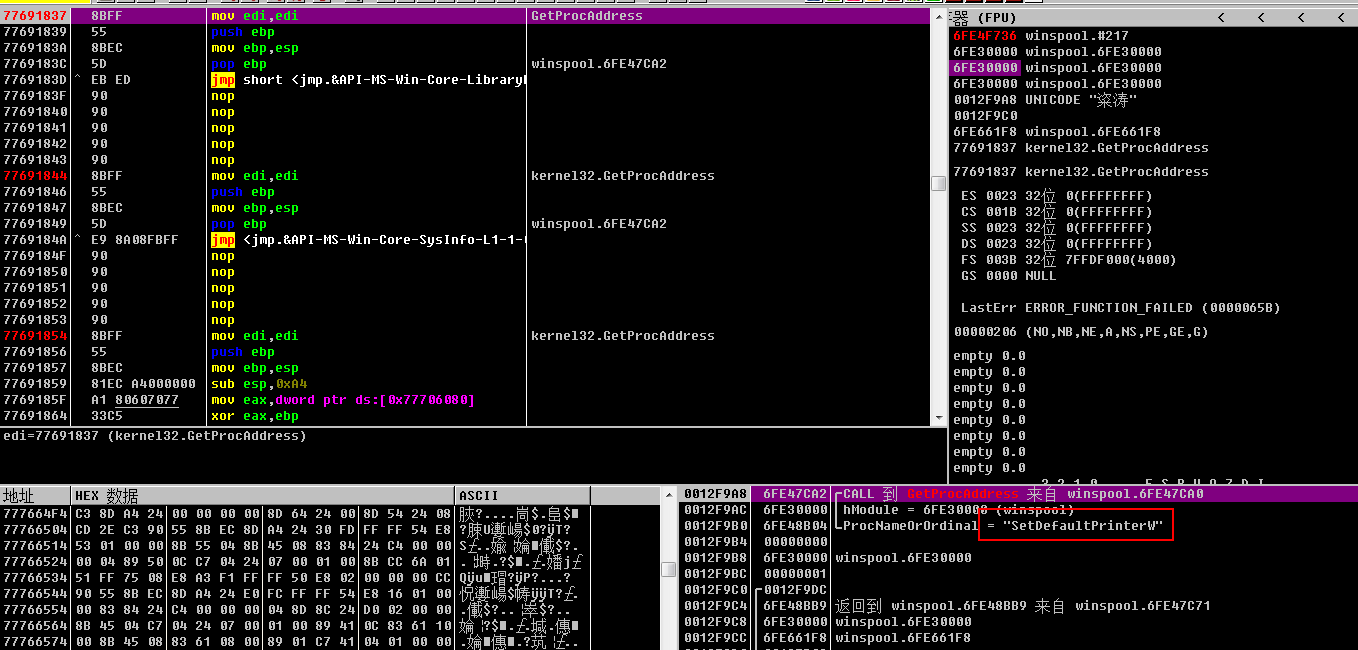 77691837 8BFF mov edi,edi GetProcAddress
77691839 55 push ebp
7769183A 8BEC mov ebp,esp
7769183C 5D pop ebp winspool.6FE47CA2
7769183D ^ EB ED jmp short <jmp.&API-MS-Win-Core-Library
7769183F 90 nop
77691840 90 nop
77691841 90 nop
77691842 90 nop
77691843 90 nop
77691844 8BFF mov edi,edi kernel32.GetProcAddress
77691846 55 push ebp
77691847 8BEC mov ebp,esp
77691849 5D pop ebp winspool.6FE47CA2
7769184A ^ E9 8A08FBFF jmp <jmp.&API-MS-Win-Core-SysInfo-L1-1-
7769184F 90 nop
77691850 90 nop
77691851 90 nop
77691852 90 nop
77691853 90 nop
77691854 8BFF mov edi,edi kernel32.GetProcAddress
77691856 55 push ebp
77691857 8BEC mov ebp,esp
77691859 81EC A4000000 sub esp,0xA4
7769185F A1 80607077 mov eax,dword ptr ds:[0x77706080]
77691864 33C5 xor eax,ebp
edi=77691837 (kernel32.GetProcAddress)
器 (FPU) < < < <
6FE4F736 winspool.#217
6FE30000 winspool.6FE30000
6FE30000 winspool.6FE30000
6FE30000 winspool.6FE30000
0012F9A8 UNICODE "粢涛"
0012F9C0
6FE661F8 winspool.6FE661F8
77691837 kernel32.GetProcAddress
77691837 kernel32.GetProcAddress
ES 0023 32位 0(FFFFFFFF)
CS 001B 32位 0(FFFFFFFF)
SS 0023 32位 0(FFFFFFFF)
DS 0023 32位 0(FFFFFFFF)
FS 003B 32位 7FFDF000(4000)
GS 0000 NULL
LastErr ERROR_FUNCTION_FAILED (0000065B)
00000206 (NO,NB,NE,A,NS,PE,GE,G)
empty 0.0
empty 0.0
empty 0.0
empty 0.0
empty 0.0
empty 0.0
empty 0.0
empty 0.0
3 2 1 0 E S P U O Z D I
地址 HEX 数据 ASCII
777664F4 C3 8D A4 24 00 00 00 00 8D 64 24 00 8D 54 24 08
77766504 CD 2E C3 90 55 8B EC 8D A4 24 30 FD FF FF 54 E8
77766514 53 01 00 00 8B 55 04 8B 45 08 83 84 24 C4 00 00
77766524 00 04 89 50 0C C7 04 24 07 00 01 00 8B CC 6A 01
77766534 51 FF 75 08 E8 A3 F1 FF FF 50 E8 02 00 00 00 CC
77766544 90 55 8B EC 8D A4 24 E0 FC FF FF 54 E8 16 01 00
77766554 00 83 84 24 C4 00 00 00 04 8D 8C 24 D0 02 00 00
77766564 8B 45 04 C7 04 24 07 00 01 00 89 41 0C 83 61 10
77766574 00 8B 45 08 83 61 08 00 89 01 C7 41 04 01 00 00
0012F9A8 6FE47CA2 CALL 到 GetProcAddress 来自 winspool.6FE47CA0
0012F9AC 6FE30000 hModule = 6FE30000 (winspool)
0012F9B0 6FE48B04 ProcNameOrOrdinal = "SetDefaultPrinterW"
0012F9B4 00000000
0012F9B8 6FE30000 winspool.6FE30000
0012F9BC 00000001
0012F9C0 0012F9DC
0012F9C4 6FE48BB9 返回到 winspool.6FE48BB9 来自 winspool.6FE47C71
0012F9C8 6FE30000 winspool.6FE30000
0012F9CC 6FE661F8 winspool.6FE661F8